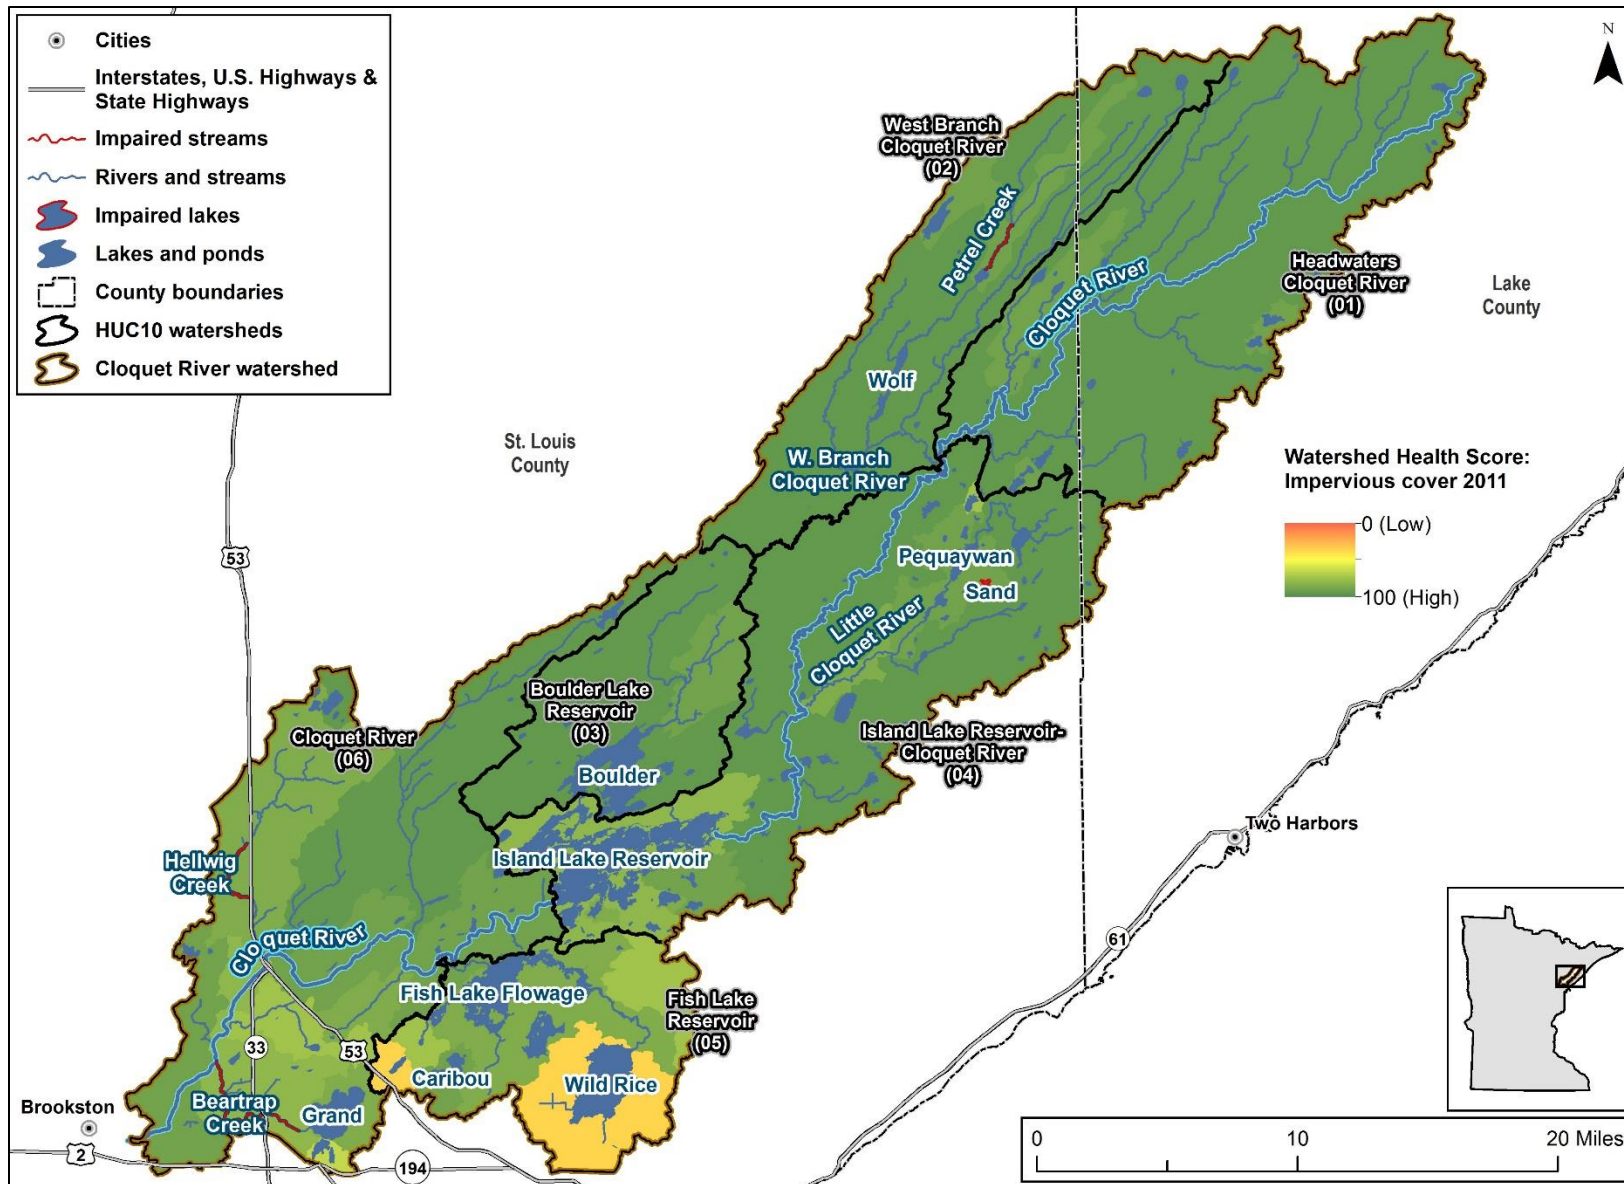 Cities
Interstates, U.S. Highways &
State Highways
Impaired streams
Rivers and streams
Impaired lakes
Lakes and ponds
County boundaries
HUC10 watersheds
Cloquet River watershed
N
West Branch
Cloquet River
(02)
Petrel Creek
Cloquet River
Headwaters
Cloquet River
(01)
Lake
County
Wolf
St. Louis
County
W. Branch
Cloquet River
Watershed Health Score:
Impervious cover 2011
0 (Low)
100 (High)
53
Pequaywan
Sand
Little
Cloquet River
Boulder Lake
Reservoir
(03)
Cloquet River
(06)
Island Lake Reservoir-
Cloquet River
(04)
Boulder
Two Harbors
Island Lake Reservoir
Hellwig
Creek
Cloquet River
61
Fish Lake Flowage
Fish Lake
Reservoir
(05)
33
53
Caribou
Wild Rice
Beartrap
Creek
Grand
Brookston
2
194
0
10
20 Miles